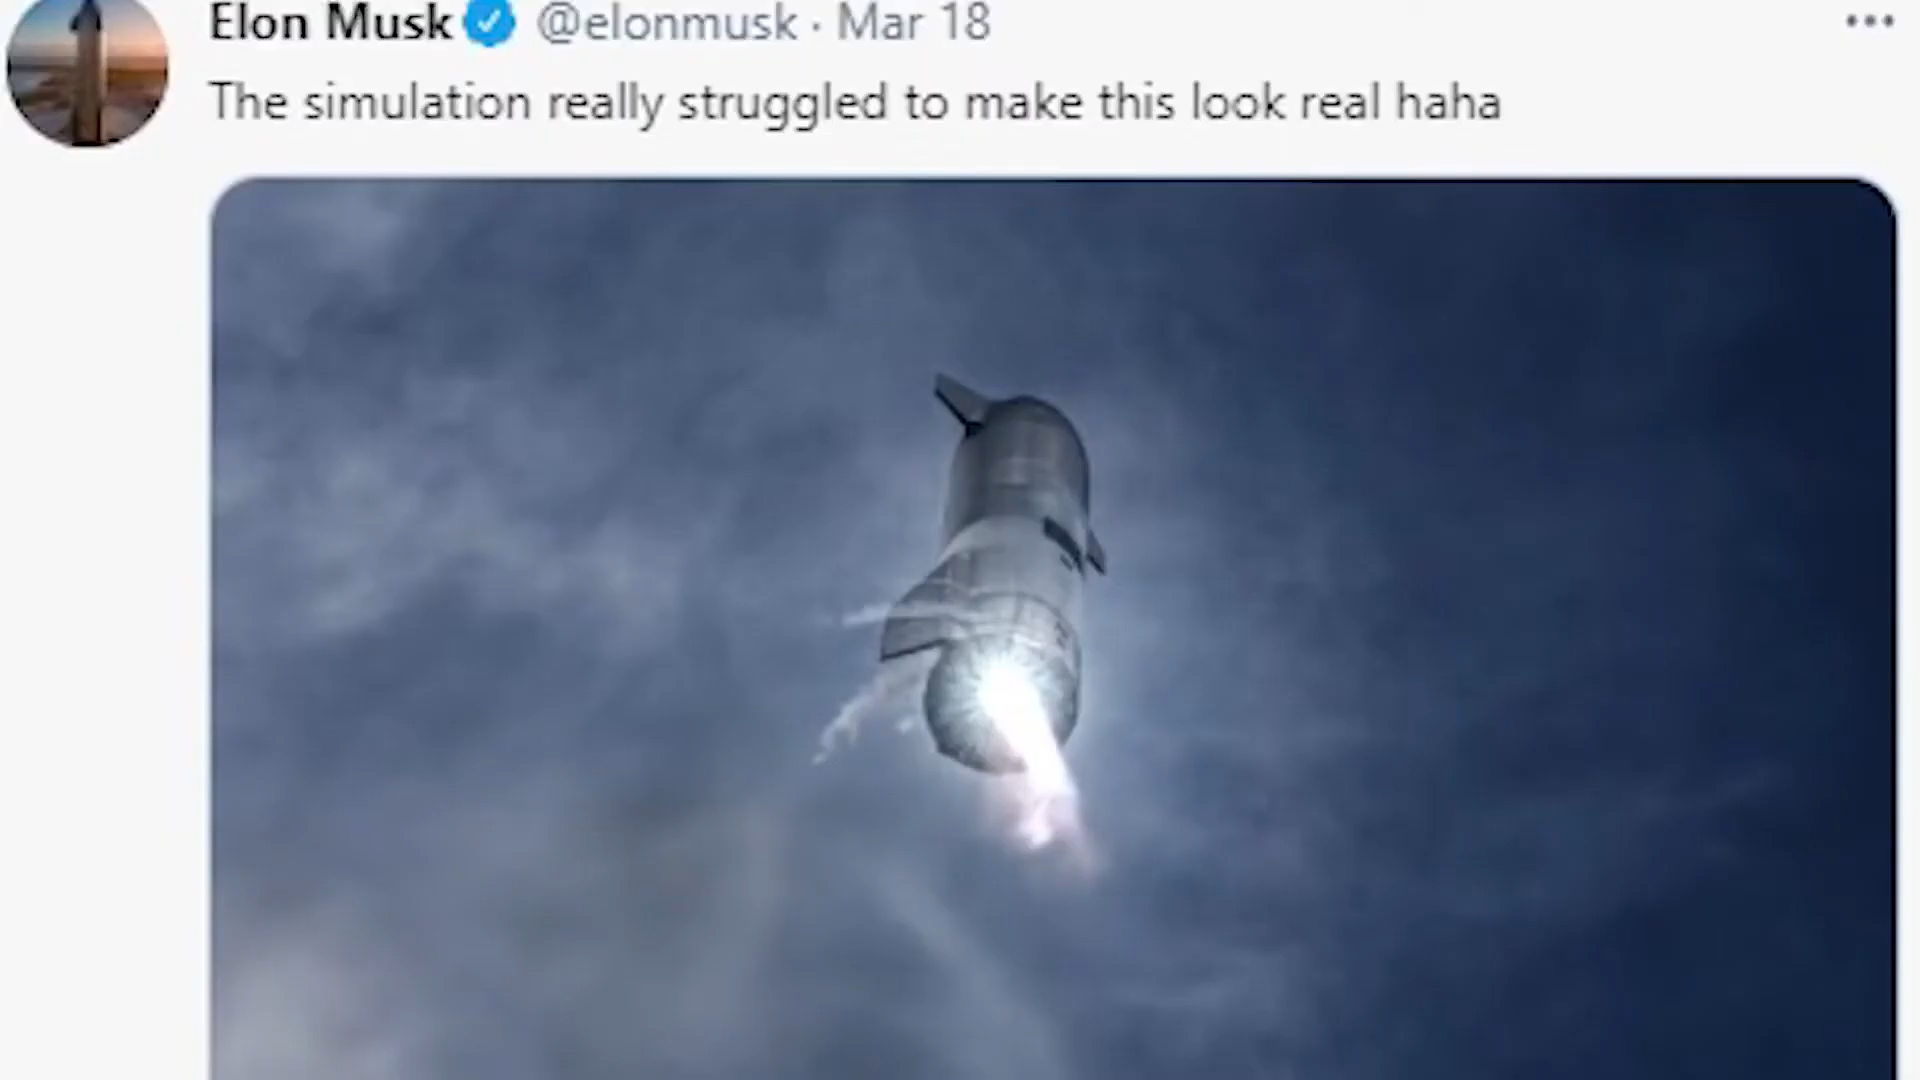 Elon Musk @elonmusk · Mar 18
The simulation really struggled to make this look real haha